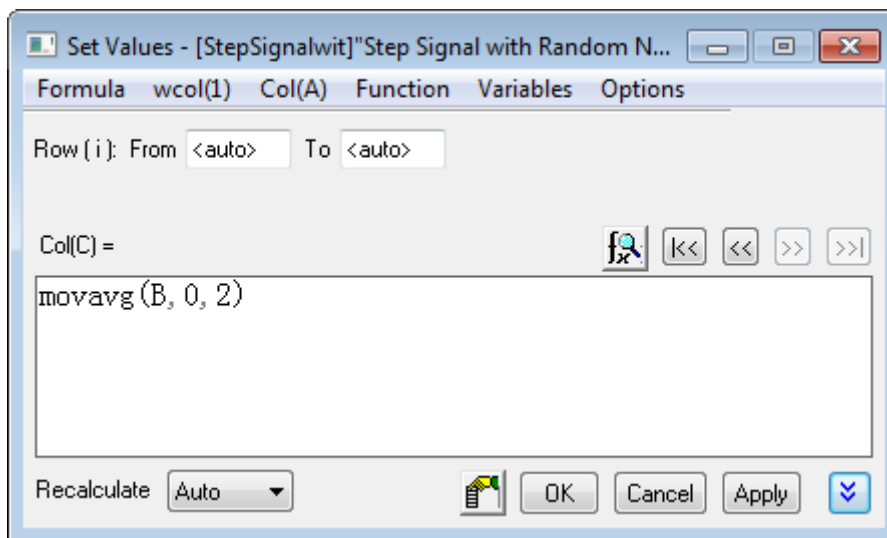 Set Values - [StepSignalwit]"Step Signal with Random N...
Formula wcol(1) Col(A) Function Variables Options
Row ( i ): From <auto> To <auto>
Col(C) =
fx |<< << >> >>|
movavg(B, 0, 2)
Recalculate Auto OK Cancel Apply